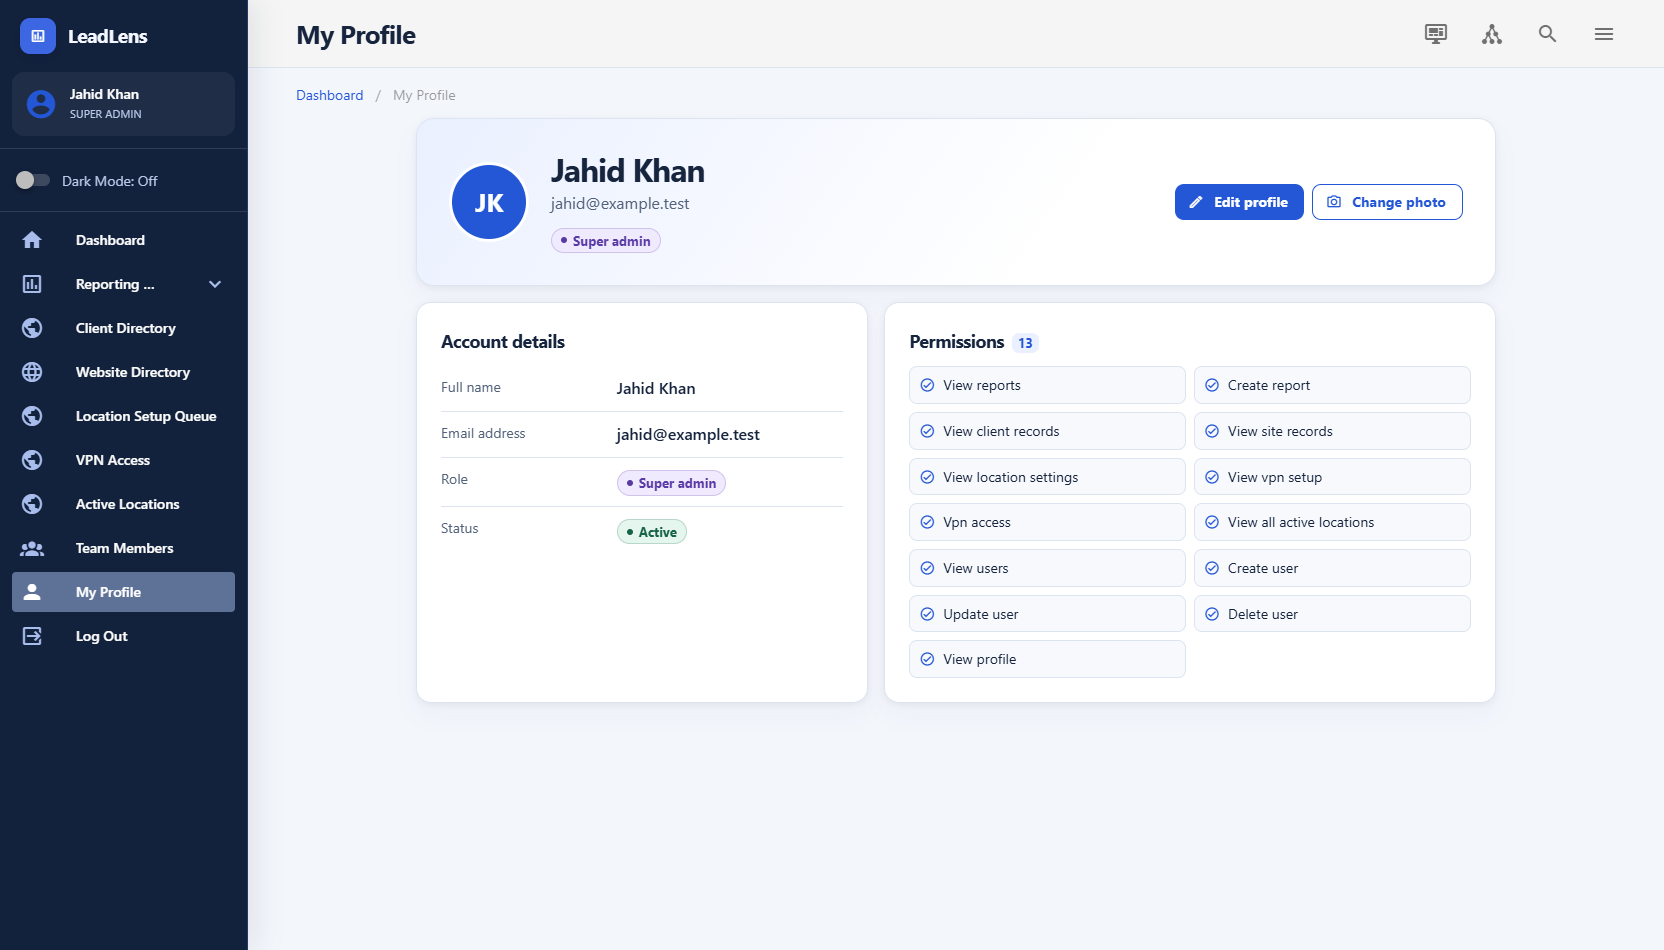 LeadLens
Jahid Khan
SUPER ADMIN
Dark Mode: Off
Dashboard
Reporting ...
Client Directory
Website Directory
Location Setup Queue
VPN Access
Active Locations
Team Members
My Profile
Log Out
My Profile
Dashboard / My Profile
JK
Jahid Khan
jahid@example.test
Super admin
Edit profile
Change photo
Account details
Full name Jahid Khan
Email address jahid@example.test
Role Super admin
Status Active
Permissions 13
View reports
Create report
View client records
View site records
View location settings
View vpn setup
Vpn access
View all active locations
View users
Create user
Update user
Delete user
View profile